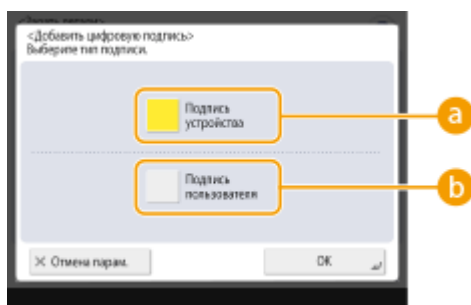 <Добавить цифровую подпись>
Выберите тип подписи.
Подпись
устройства
a
Подпись
пользователя
b
× Отмена парам.
OK